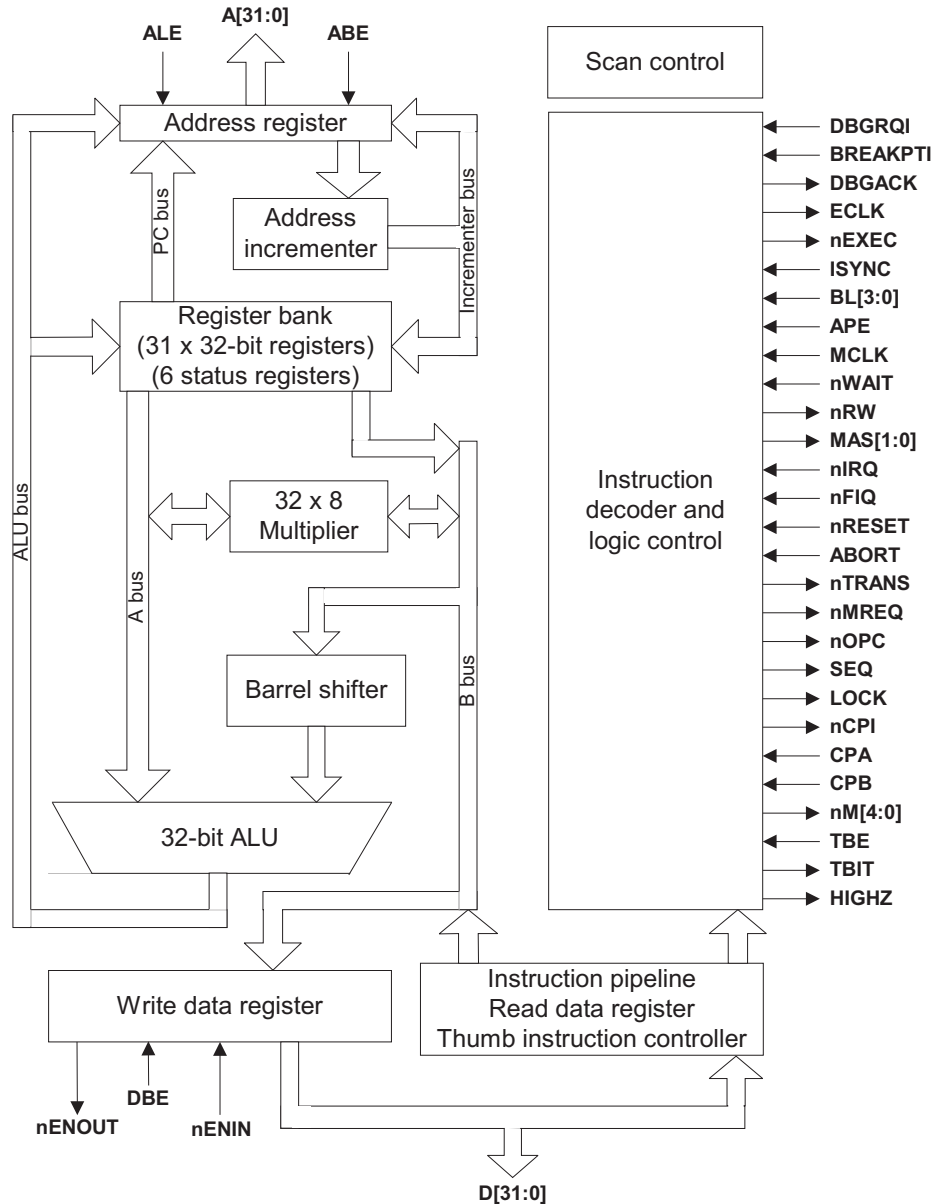 A[31:0]
ALE
ABE
Scan control
Address register
PC bus
Incrementer bus
Address
incrementer
Register bank
(31 x 32-bit registers)
(6 status registers)
ALU bus
32 x 8
Multiplier
A bus
B bus
Barrel shifter
32-bit ALU
Write data register
nENOUT
DBE
nENIN
Instruction
decoder and
logic control
DBGRQI
BREAKPTI
DBGACK
ECLK
nEXEC
ISYNC
BL[3:0]
APE
MCLK
nWAIT
nRW
MAS[1:0]
nIRQ
nFIQ
nRESET
ABORT
nTRANS
nMREQ
nOPC
SEQ
LOCK
nCPI
CPA
CPB
nM[4:0]
TBE
TBIT
HIGHZ
Instruction pipeline
Read data register
Thumb instruction controller
D[31:0]